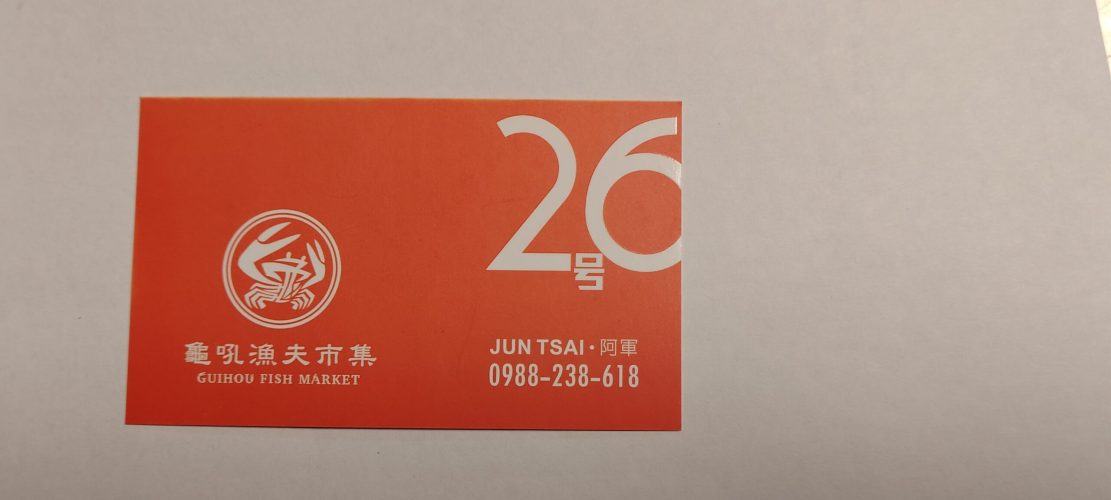 26
号
龜吼漁夫市集
GUIHOU FISH MARKET
JUN TSAI・阿軍
0988-238-618